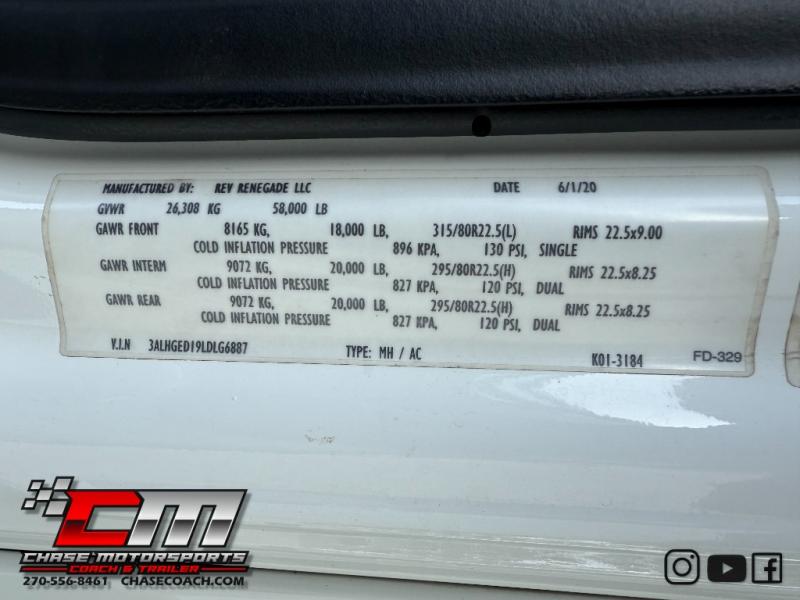 MANUFACTURED BY: REV RENEGADE LLC DATE 6/1/20
GVWR 26,308 KG 58,000 LB
GAWR FRONT 8165 KG, 18,000 LB, 315/80R22.5(L) RIMS 22.5x9.00
COLD INFLATION PRESSURE 896 KPA, 130 PSI, SINGLE
GAWR INTERM 9072 KG, 20,000 LB, 295/80R22.5(H) RIMS 22.5x8.25
COLD INFLATION PRESSURE 827 KPA, 120 PSI, DUAL
GAWR REAR 9072 KG, 20,000 LB, 295/80R22.5(H) RIMS 22.5x8.25
COLD INFLATION PRESSURE 827 KPA, 120 PSI, DUAL
V.I.N 3ALHGED19LDLG6887 TYPE: MH / AC K01-3184 FD-329
CM
CHASE MOTORSPORTS
COACH & TRAILER
270-556-8461 CHASECOACH.COM